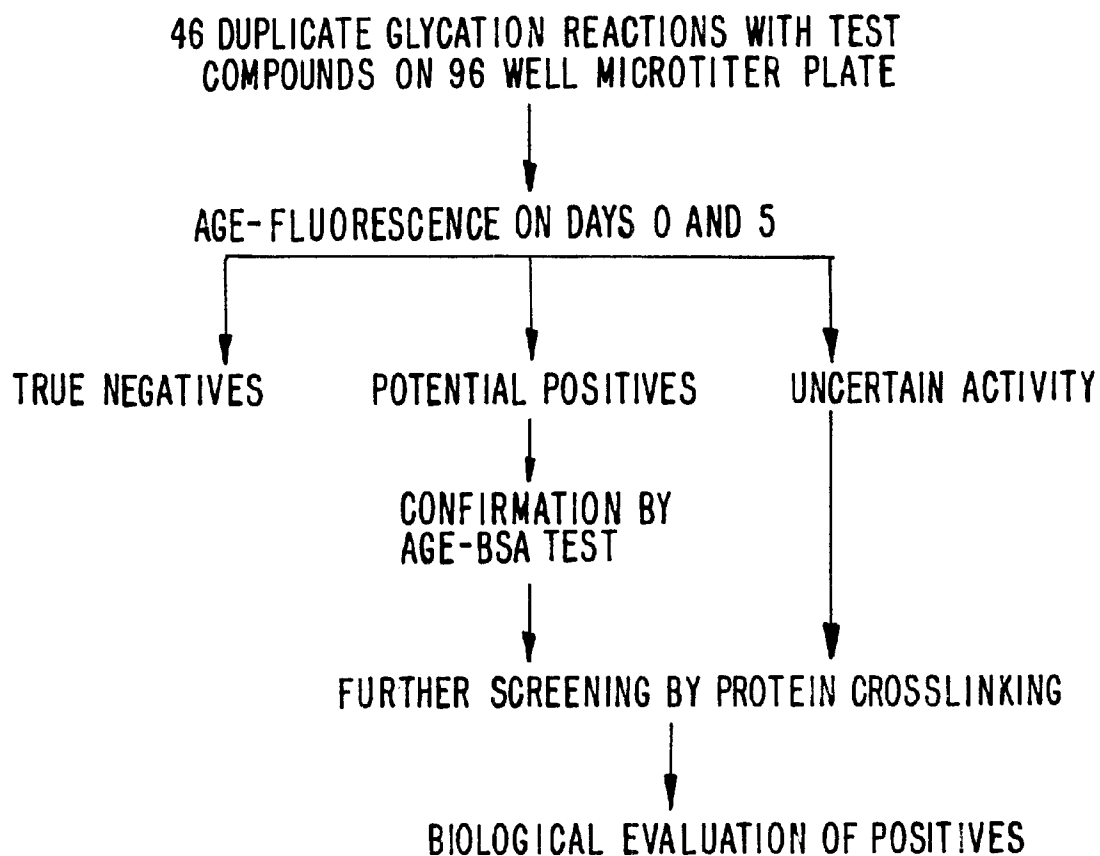 46 DUPLICATE GLYCATION REACTIONS WITH TEST
COMPOUNDS ON 96 WELL MICROTITER PLATE
AGE-FLUORESCENCE ON DAYS 0 AND 5
TRUE NEGATIVES
POTENTIAL POSITIVES
UNCERTAIN ACTIVITY
CONFIRMATION BY
AGE-BSA TEST
FURTHER SCREENING BY PROTEIN CROSSLINKING
BIOLOGICAL EVALUATION OF POSITIVES